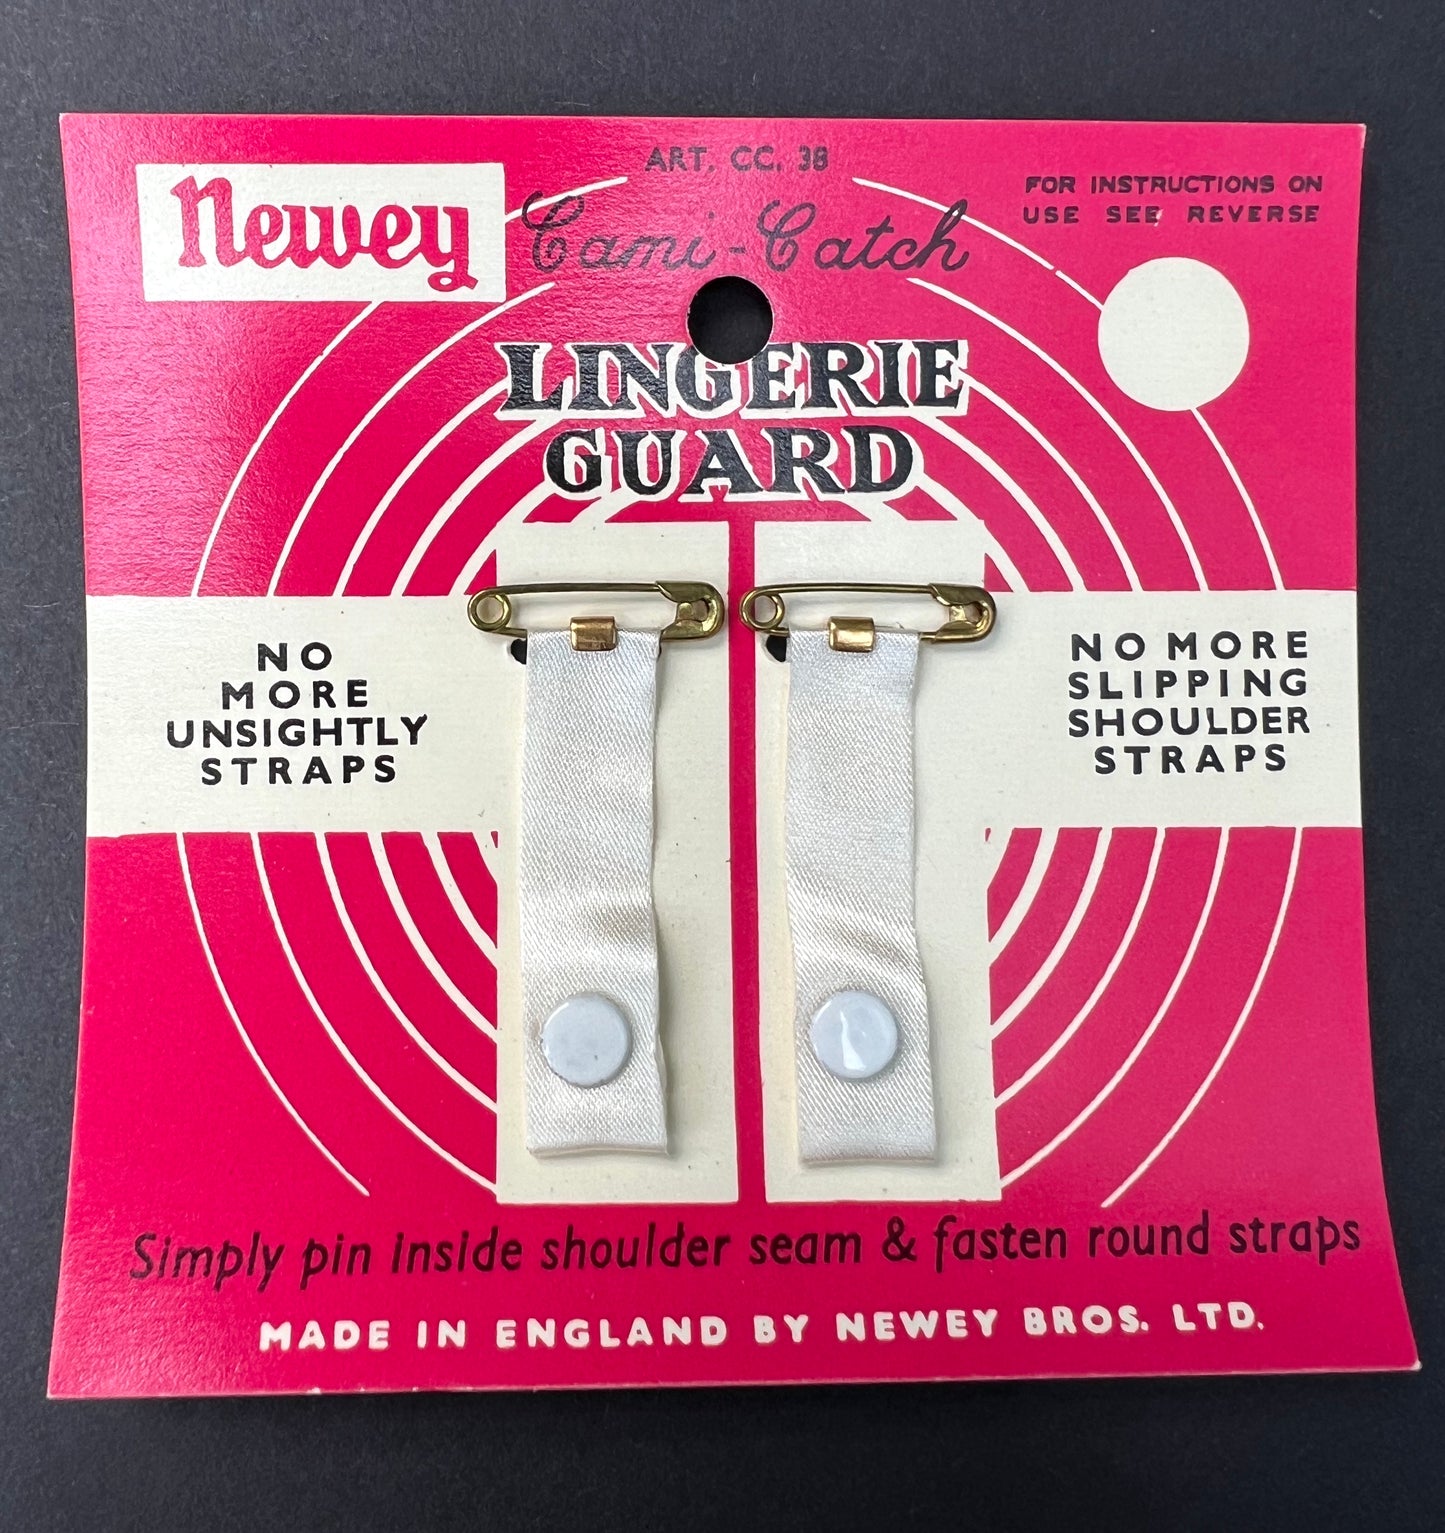 ART. CC. 38
Newey
Cami-Catch
FOR INSTRUCTIONS ON
USE SEE REVERSE
LINGERIE
GUARD
NO
MORE
UNSIGHTLY
STRAPS
NO MORE
SLIPPING
SHOULDER
STRAPS
Simply pin inside shoulder seam & fasten round straps
MADE IN ENGLAND BY NEWEY BROS. LTD.